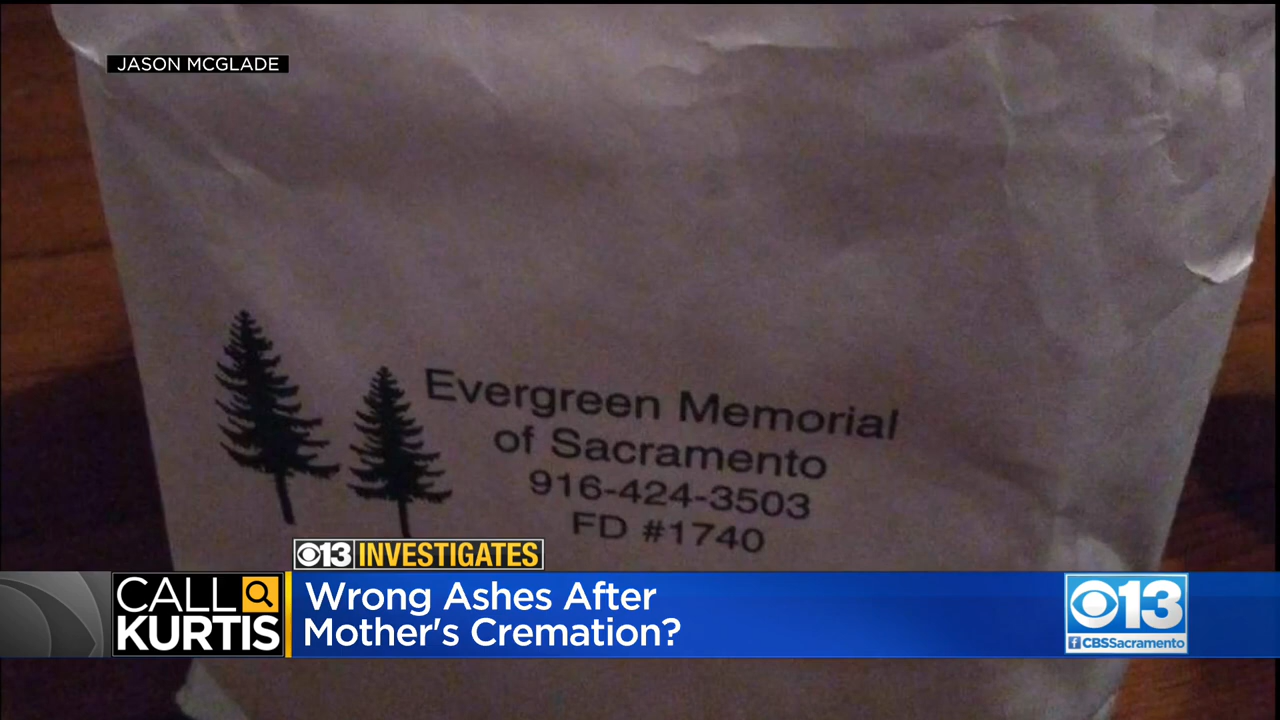 JASON MCGLADE
Evergreen Memorial
of Sacramento
916-424-3503
FD #1740
13 INVESTIGATES
CALL
KURTIS
Wrong Ashes After
Mother's Cremation?
13
f CBSSacramento